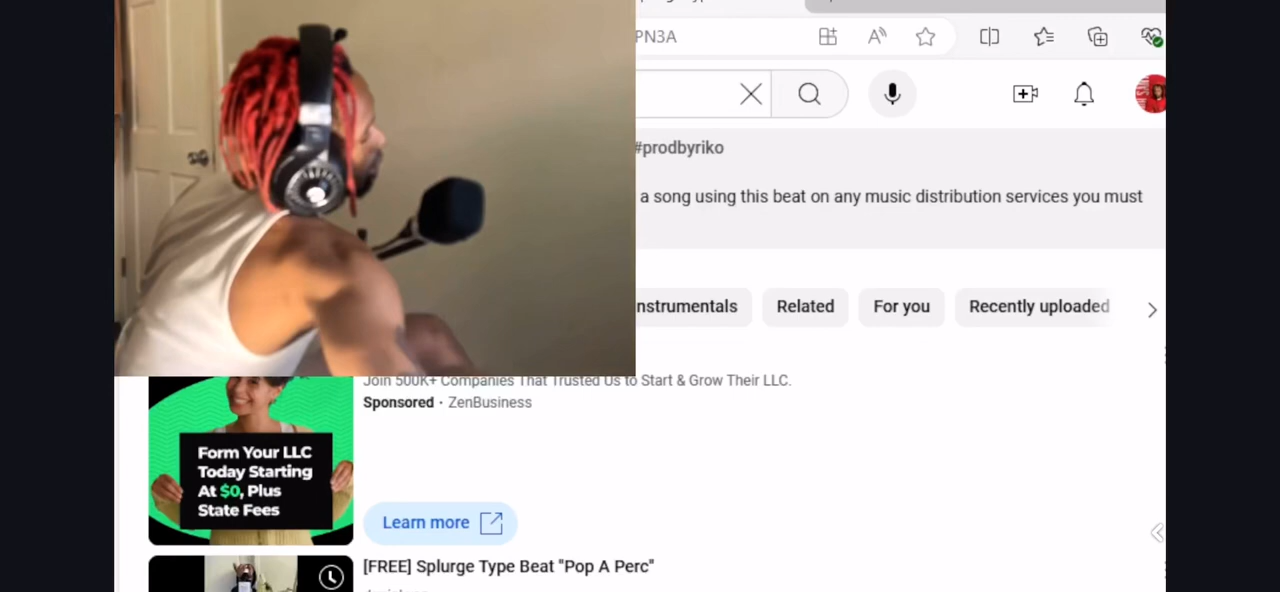 PN3A
#prodbyriko
a song using this beat on any music distribution services you must
nstrumentals
Related
For you
Recently uploaded
Join 500K+ Companies That Trusted Us to Start & Grow Their LLC.
Sponsored · ZenBusiness
Form Your LLC
Today Starting
At $0, Plus
State Fees
Learn more
[FREE] Splurge Type Beat "Pop A Perc"